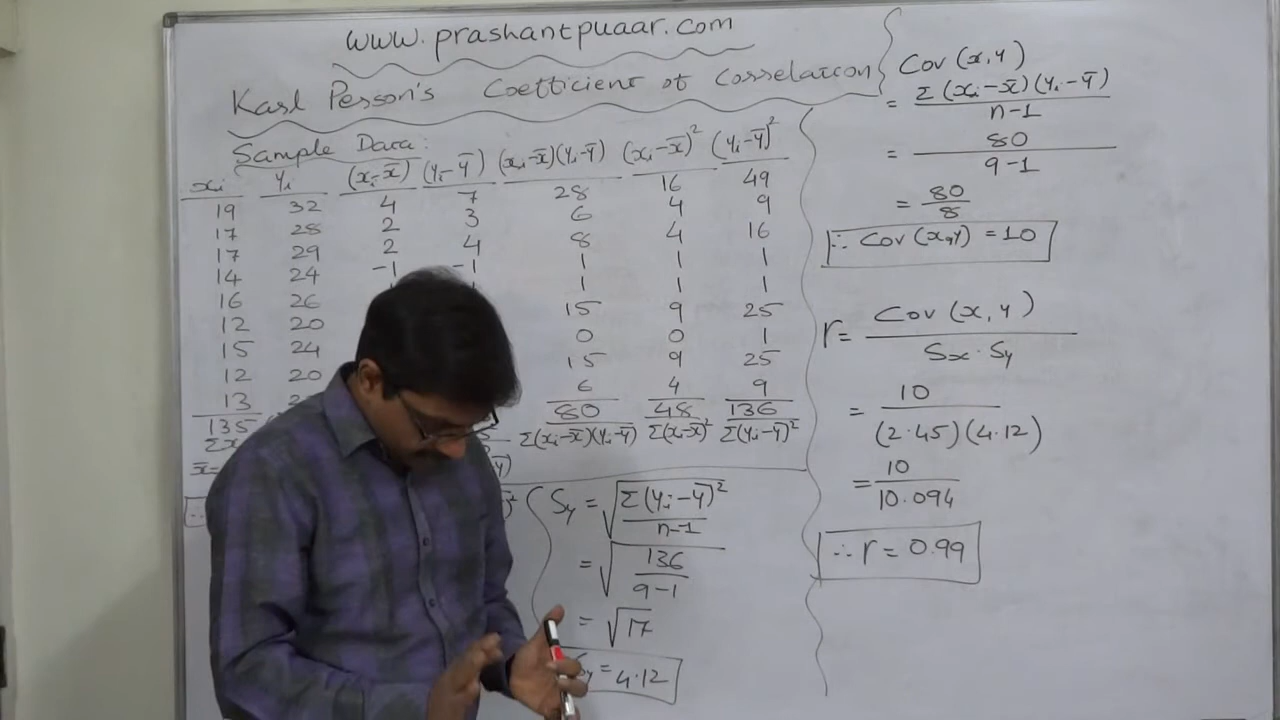 www.prashantpuaar.com
Karl Person's Coefficient of Correlation
Sample Data:
xᵢ yᵢ (xᵢ-x̄) (yᵢ-ȳ) (xᵢ-x̄)(yᵢ-ȳ) (xᵢ-x̄)² (yᵢ-ȳ)²
19 32 4 7 28 16 49
17 28 2 3 6 4 9
17 29 2 4 8 4 16
14 24 -1 -1 1 1 1
16 26 1 1 1
12 20 15 9 25
15 24 0 0 1
12 20 15 9 25
13 6 4 9
135 80 48 136
Σx Σ(xᵢ-x̄)(yᵢ-ȳ) Σ(xᵢ-x̄)² Σ(yᵢ-ȳ)²
x̄=
Sy = √Σ(yᵢ-ȳ)²/n-1
= √136/9-1
= √17
Sy = 4.12
Cov (x,y)
= Σ(xᵢ-x̄)(yᵢ-ȳ)/n-1
= 80/9-1
= 80/8
∴ Cov(x,y) = 10
r = Cov(x,y)/Sx·Sy
= 10/(2.45)(4.12)
= 10/10.094
∴ r = 0.99